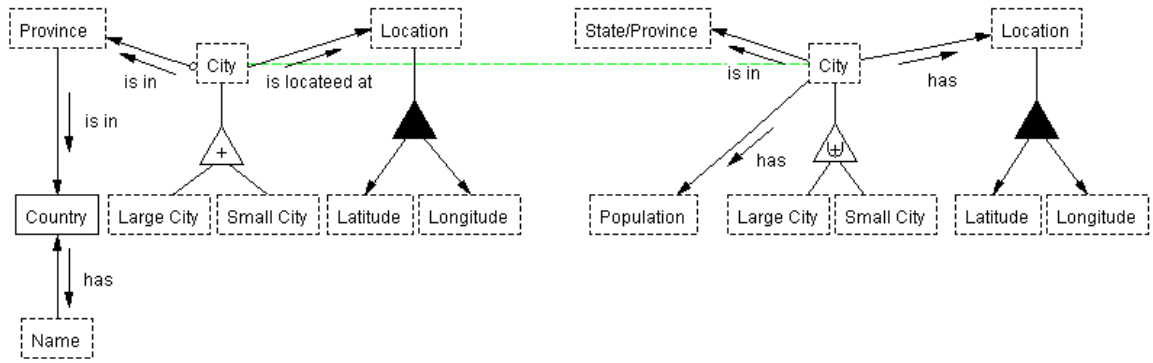 Province
Location
State/Province
Location
City
City
is in
is locateed at
is in
has
is in
has
+
⊎
Country
Large City
Small City
Latitude
Longitude
Population
Large City
Small City
Latitude
Longitude
has
Name